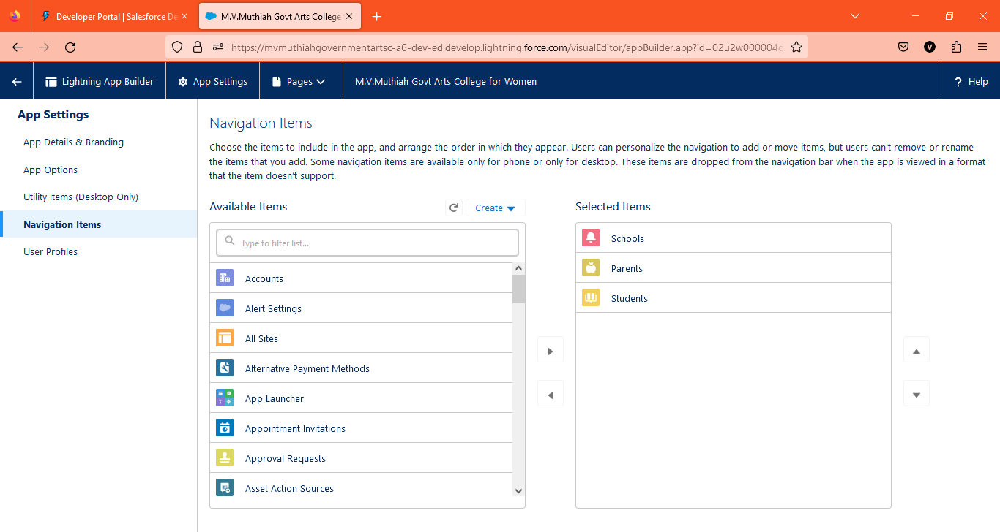 Developer Portal | Salesforce De
M.V.Muthiah Govt Arts College
https://mvmuthiahgovernmentartsc-a6-dev-ed.develop.lightning.force.com/visualEditor/appBuilder.app?id=02u2w000004q
V
Lightning App Builder
App Settings
Pages
M.V.Muthiah Govt Arts College for Women
? Help
App Settings
App Details & Branding
App Options
Utility Items (Desktop Only)
Navigation Items
User Profiles
Navigation Items
Choose the items to include in the app, and arrange the order in which they appear. Users can personalize the navigation to add or move items, but users can't remove or rename
the items that you add. Some navigation items are available only for phone or only for desktop. These items are dropped from the navigation bar when the app is viewed in a format
that the item doesn't support.
Available Items
Create
Type to filter list...
Accounts
Alert Settings
All Sites
Alternative Payment Methods
App Launcher
Appointment Invitations
Approval Requests
Asset Action Sources
Selected Items
Schools
Parents
Students